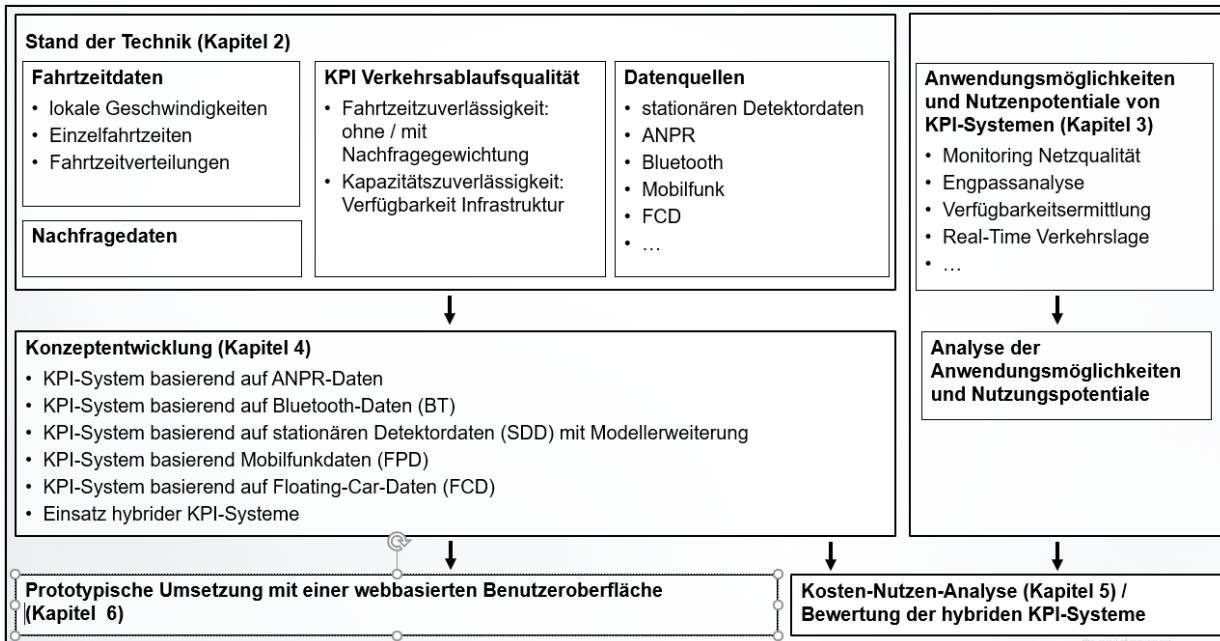 Stand der Technik (Kapitel 2)
Fahrtzeitdaten
• lokale Geschwindigkeiten
• Einzelfahrtzeiten
• Fahrtzeitverteilungen
Nachfragedaten
KPI Verkehrsablaufsqualität
• Fahrtzeitzuverlässigkeit:
ohne / mit
Nachfragegewichtung
• Kapazitätszuverlässigkeit:
Verfügbarkeit Infrastruktur
Datenquellen
• stationären Detektordaten
• ANPR
• Bluetooth
• Mobilfunk
• FCD
• …
Anwendungsmöglichkeiten
und Nutzenpotentiale von
KPI-Systemen (Kapitel 3)
• Monitoring Netzqualität
• Engpassanalyse
• Verfügbarkeitsermittlung
• Real-Time Verkehrslage
• …
Konzeptentwicklung (Kapitel 4)
• KPI-System basierend auf ANPR-Daten
• KPI-System basierend auf Bluetooth-Daten (BT)
• KPI-System basierend auf stationären Detektordaten (SDD) mit Modellerweiterung
• KPI-System basierend Mobilfunkdaten (FPD)
• KPI-System basierend auf Floating-Car-Daten (FCD)
• Einsatz hybrider KPI-Systeme
Analyse der
Anwendungsmöglichkeiten
und Nutzungspotentiale
Prototypische Umsetzung mit einer webbasierten Benutzeroberfläche
(Kapitel 6)
Kosten-Nutzen-Analyse (Kapitel 5) /
Bewertung der hybriden KPI-Systeme